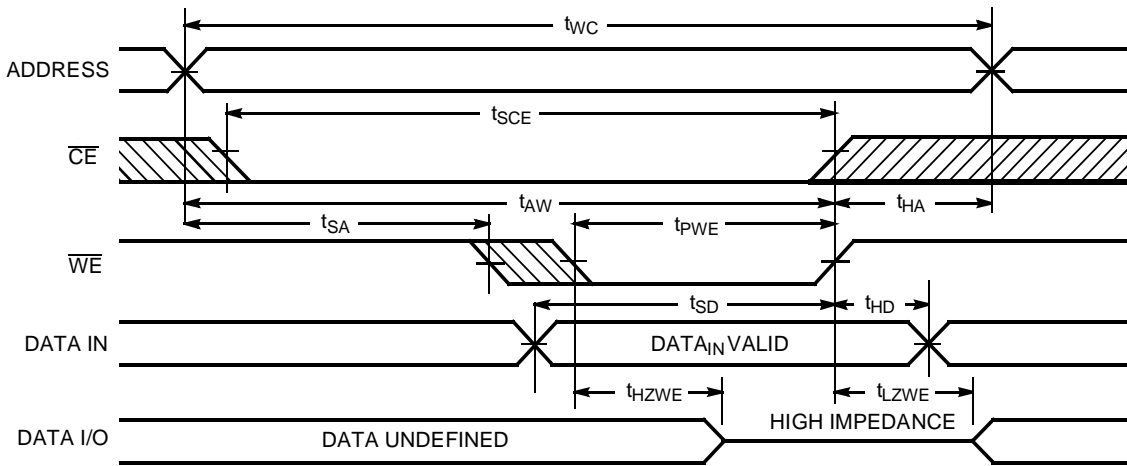 tWC
ADDRESS
tSCE
CE
tAW
tHA
tSA
tPWE
WE
tSD
tHD
DATA IN
DATAIN VALID
tHZWE
tLZWE
HIGH IMPEDANCE
DATA I/O
DATA UNDEFINED